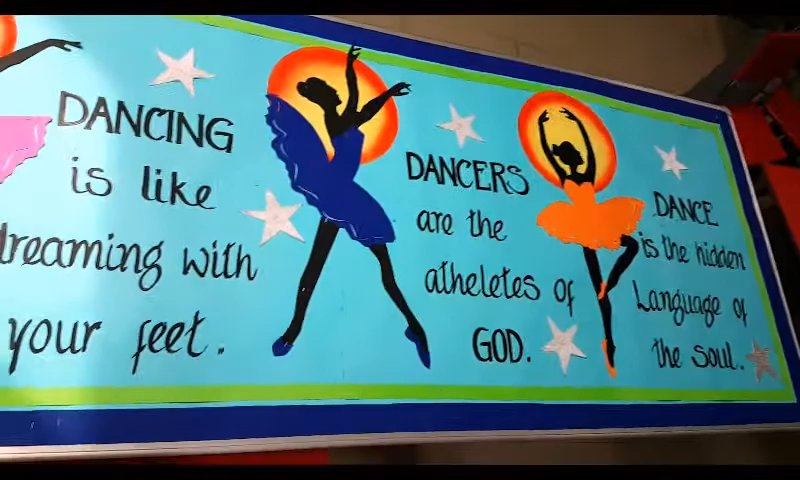 DANCING
is like
dreaming with
your feet.
DANCERS
are the
atheletes of
GOD.
DANCE
is the hidden
Language of
the soul.